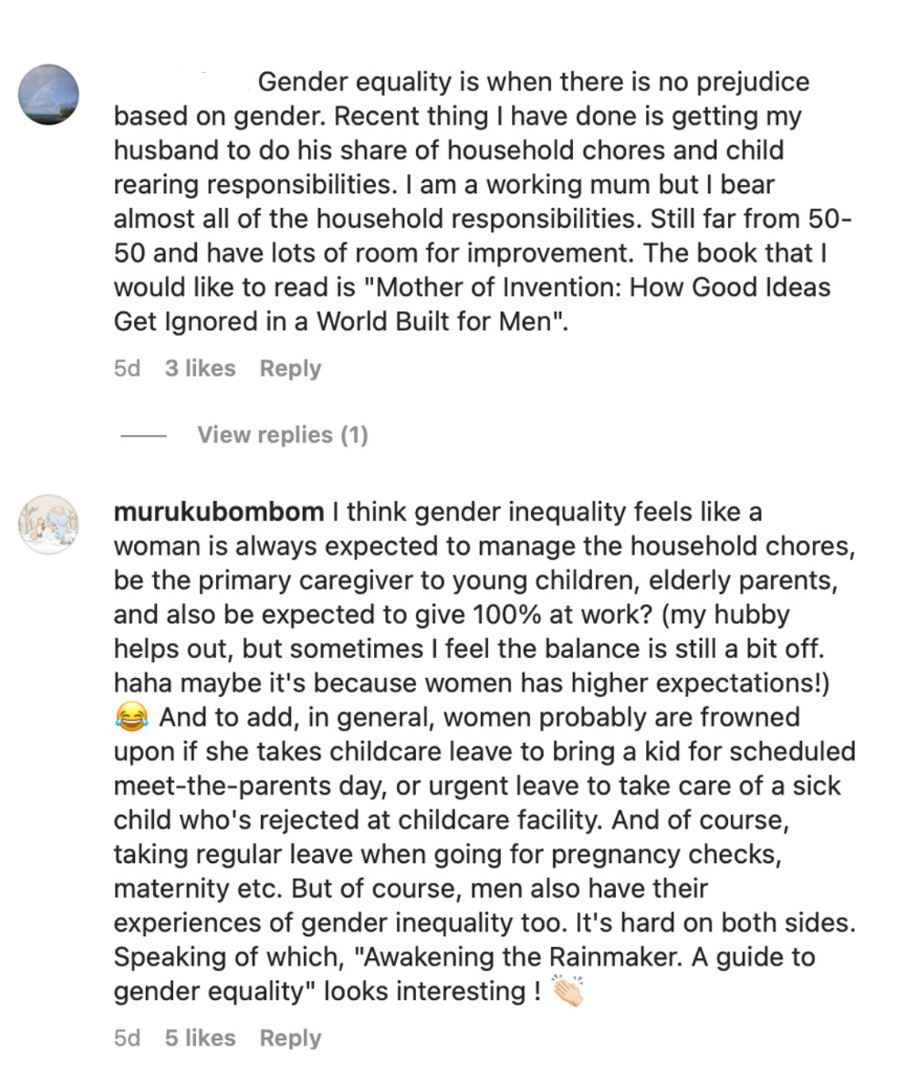 Gender equality is when there is no prejudice
based on gender. Recent thing I have done is getting my
husband to do his share of household chores and child
rearing responsibilities. I am a working mum but I bear
almost all of the household responsibilities. Still far from 50-
50 and have lots of room for improvement. The book that I
would like to read is "Mother of Invention: How Good Ideas
Get Ignored in a World Built for Men".
5d 3 likes Reply
View replies (1)
murukubombom I think gender inequality feels like a
woman is always expected to manage the household chores,
be the primary caregiver to young children, elderly parents,
and also be expected to give 100% at work? (my hubby
helps out, but sometimes I feel the balance is still a bit off.
haha maybe it's because women has higher expectations!)
😂 And to add, in general, women probably are frowned
upon if she takes childcare leave to bring a kid for scheduled
meet-the-parents day, or urgent leave to take care of a sick
child who's rejected at childcare facility. And of course,
taking regular leave when going for pregnancy checks,
maternity etc. But of course, men also have their
experiences of gender inequality too. It's hard on both sides.
Speaking of which, "Awakening the Rainmaker. A guide to
gender equality" looks interesting ! 👏🏻
5d 5 likes Reply